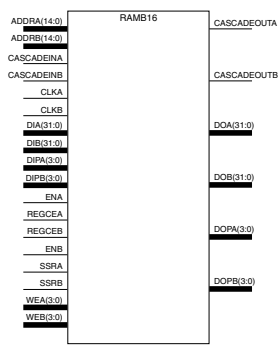 RAMB16
ADDRA(14:0)
ADDRB(14:0)
CASCADEINA
CASCADEINB
CLKA
CLKB
DIA(31:0)
DIB(31:0)
DIPA(3:0)
DIPB(3:0)
ENA
REGCEA
REGCEB
ENB
SSRA
SSRB
WEA(3:0)
WEB(3:0)
CASCADEOUTA
CASCADEOUTB
DOA(31:0)
DOB(31:0)
DOPA(3:0)
DOPB(3:0)